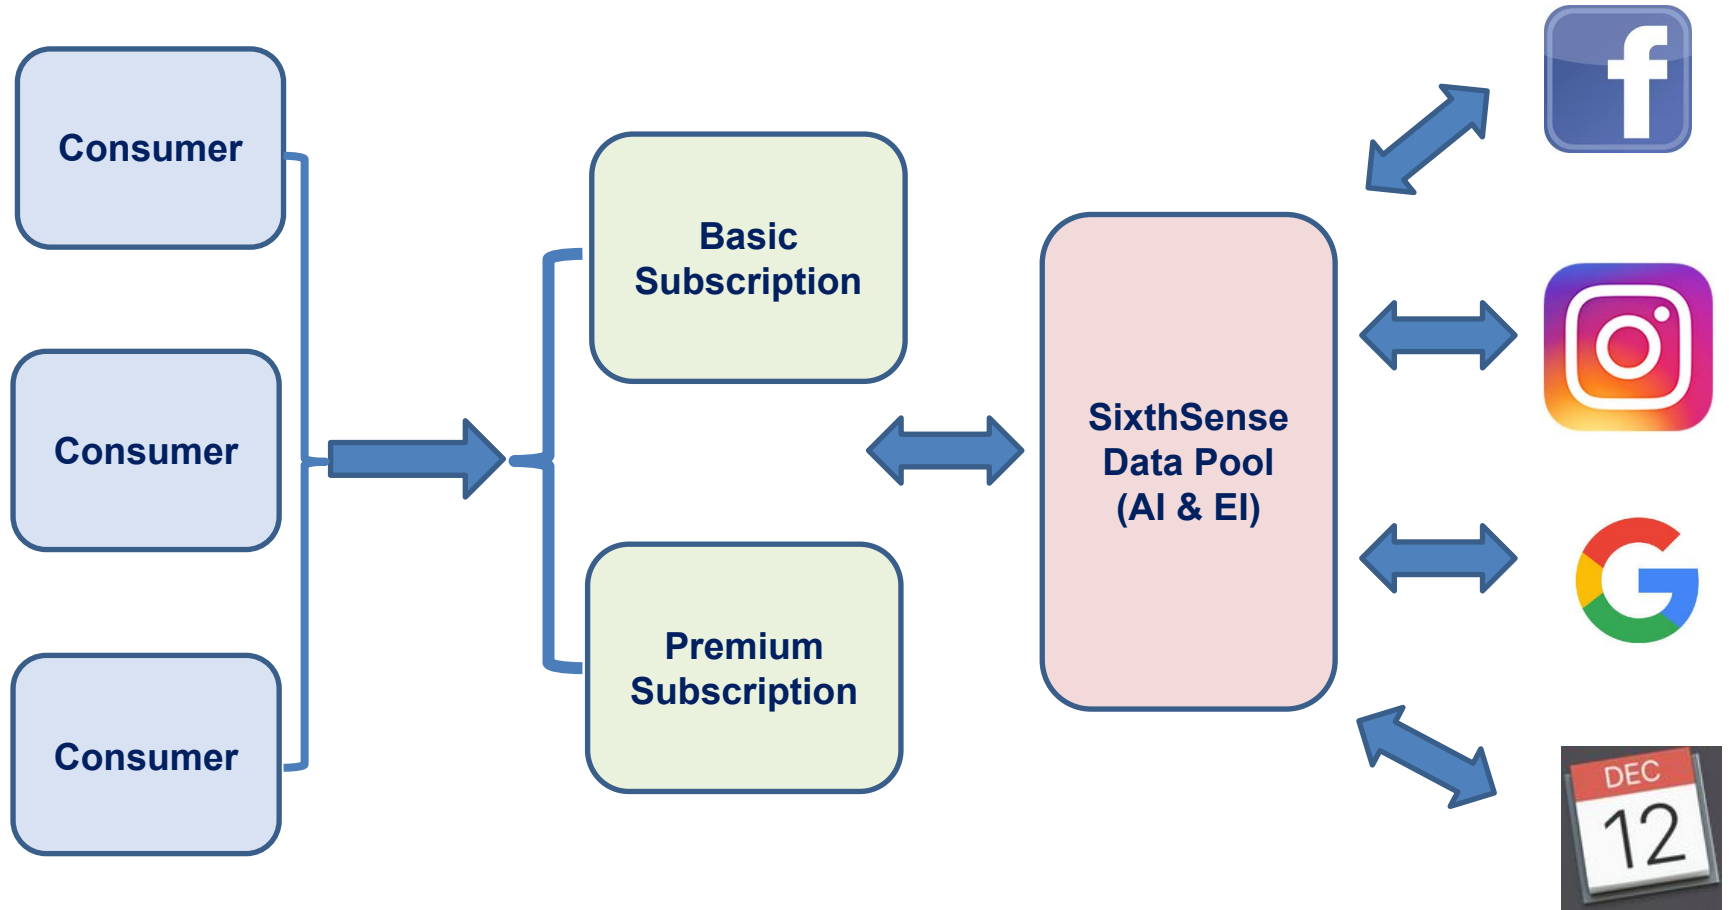 Consumer
Consumer
Consumer
Basic
Subscription
Premium
Subscription
SixthSense
Data Pool
(AI & EI)
f
G
DEC
12